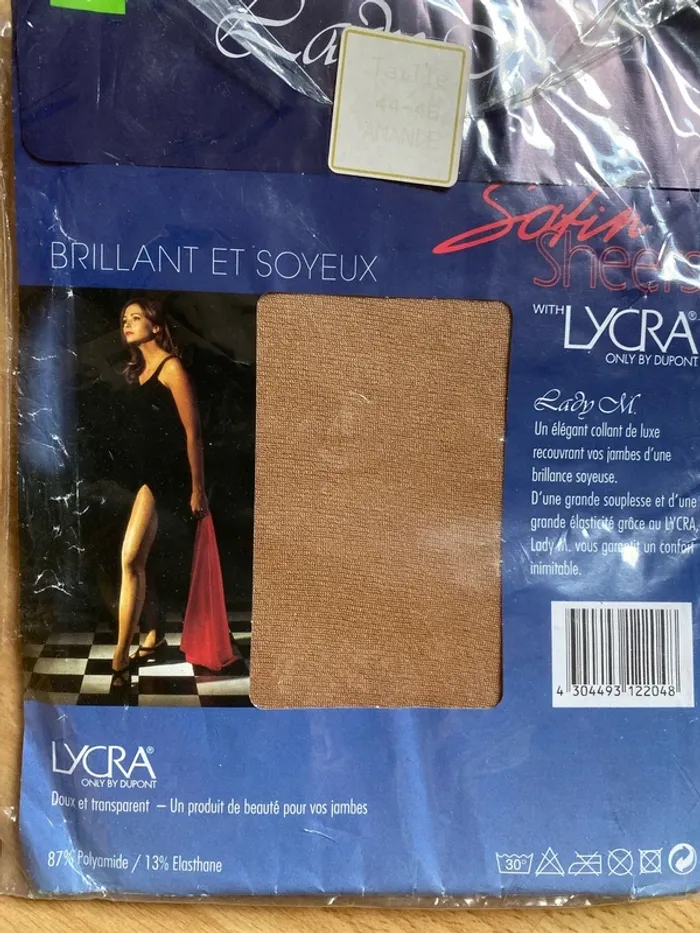 Lady M.
Taille
44-46
AMANDE
Satin
Sheers
BRILLANT ET SOYEUX
WITH LYCRA®
ONLY BY DUPONT
Lady M.
Un élégant collant de luxe
recouvrant vos jambes d'une
brillance soyeuse.
D'une grande souplesse et d'une
grande élasticité grâce au LYCRA,
Lady M. vous garantit un confort
inimitable.
4 304493 122048
LYCRA®
ONLY BY DUPONT
Doux et transparent – Un produit de beauté pour vos jambes
87% Polyamide / 13% Elasthane
30°